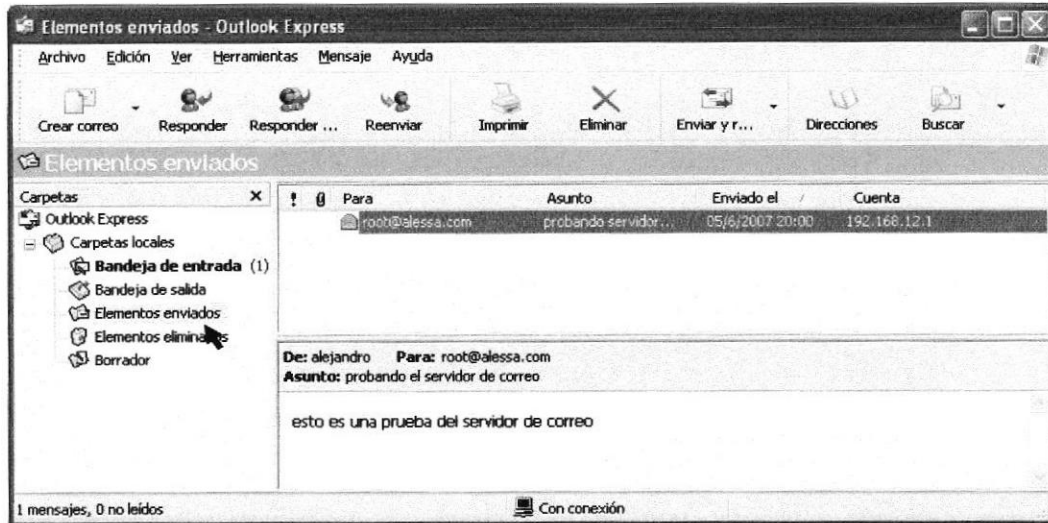 Elementos enviados - Outlook Express
Archivo Edición Ver Herramientas Mensaje Ayuda
Crear correo Responder Responder ... Reenviar Imprimir Eliminar Enviar y r... Direcciones Buscar
Elementos enviados
Carpetas
Outlook Express
Carpetas locales
Bandeja de entrada (1)
Bandeja de salida
Elementos enviados
Elementos
Borrador
! Para Asunto Enviado el Cuenta
root@alessa.com probando servidor... 05/6/2007 20:00 192.168.12.1
De: alejandro Para: root@alessa.com
Asunto: probando el servidor de correo
esto es una prueba del servidor de correo
1 mensajes, 0 no leídos Con conexión